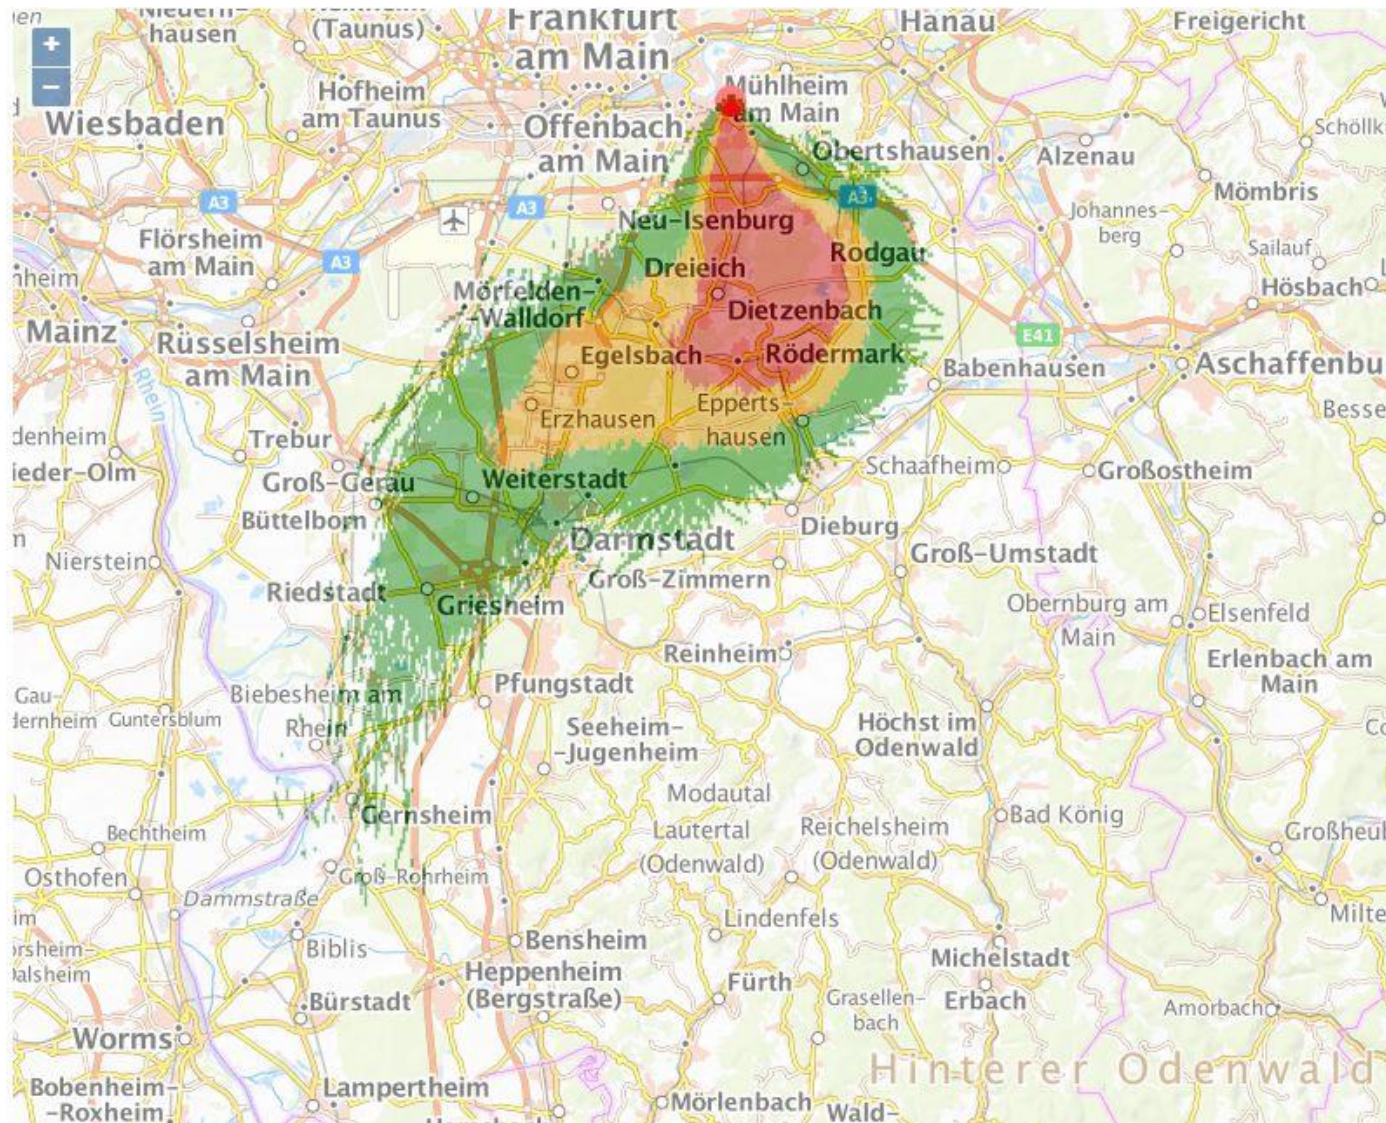 Frankfurt
am Main
Hanau
Freigericht
hausen
(Taunus)
+
−
Hofheim
am Taunus
Wiesbaden
Offenbach
am Main
Mühlheim
am Main
Obertshausen
Alzenau
Mömbris
A3
A3
A3
A3
Flörsheim
am Main
Neu-Isenburg
Rodgau
Johannes-
berg
Sailauf
Hösbach
Dreieich
Mörfelden-
-Walldorf
Dietzenbach
Mainz
Rüsselsheim
am Main
Rhein
E41
Egelsbach
Rödermark
Babenhausen
Erzhausen
Epperts-
hausen
Trebur
Groß-Gerau
Weiterstadt
Schaafheim
Großostheim
Büttelborn
Dieburg
Nierstein
Darmstadt
Groß-Umstadt
Riedstadt
Griesheim
Groß-Zimmern
Obernburg am
Main
Elsenfeld
Reinheim
Erlenbach am
Main
Biebesheim am
Rhein
Gau-
Guntersblum
Pfungstadt
Seeheim-
-Jugenheim
Höchst im
Odenwald
Modautal
Gernsheim
Lautertal
(Odenwald)
Reichelsheim
(Odenwald)
Bad König
Bechtheim
Osthofen
Groß-Rohrheim
Dammstraße
Lindenfels
Biblis
Bensheim
Michelstadt
Heppenheim
(Bergstraße)
Fürth
Grasellen-
bach
Erbach
Amorbach
Bürstadt
Worms
Hinterer Odenwald
Bobenheim-
-Roxheim
Lampertheim
Mörlenbach
Wald-